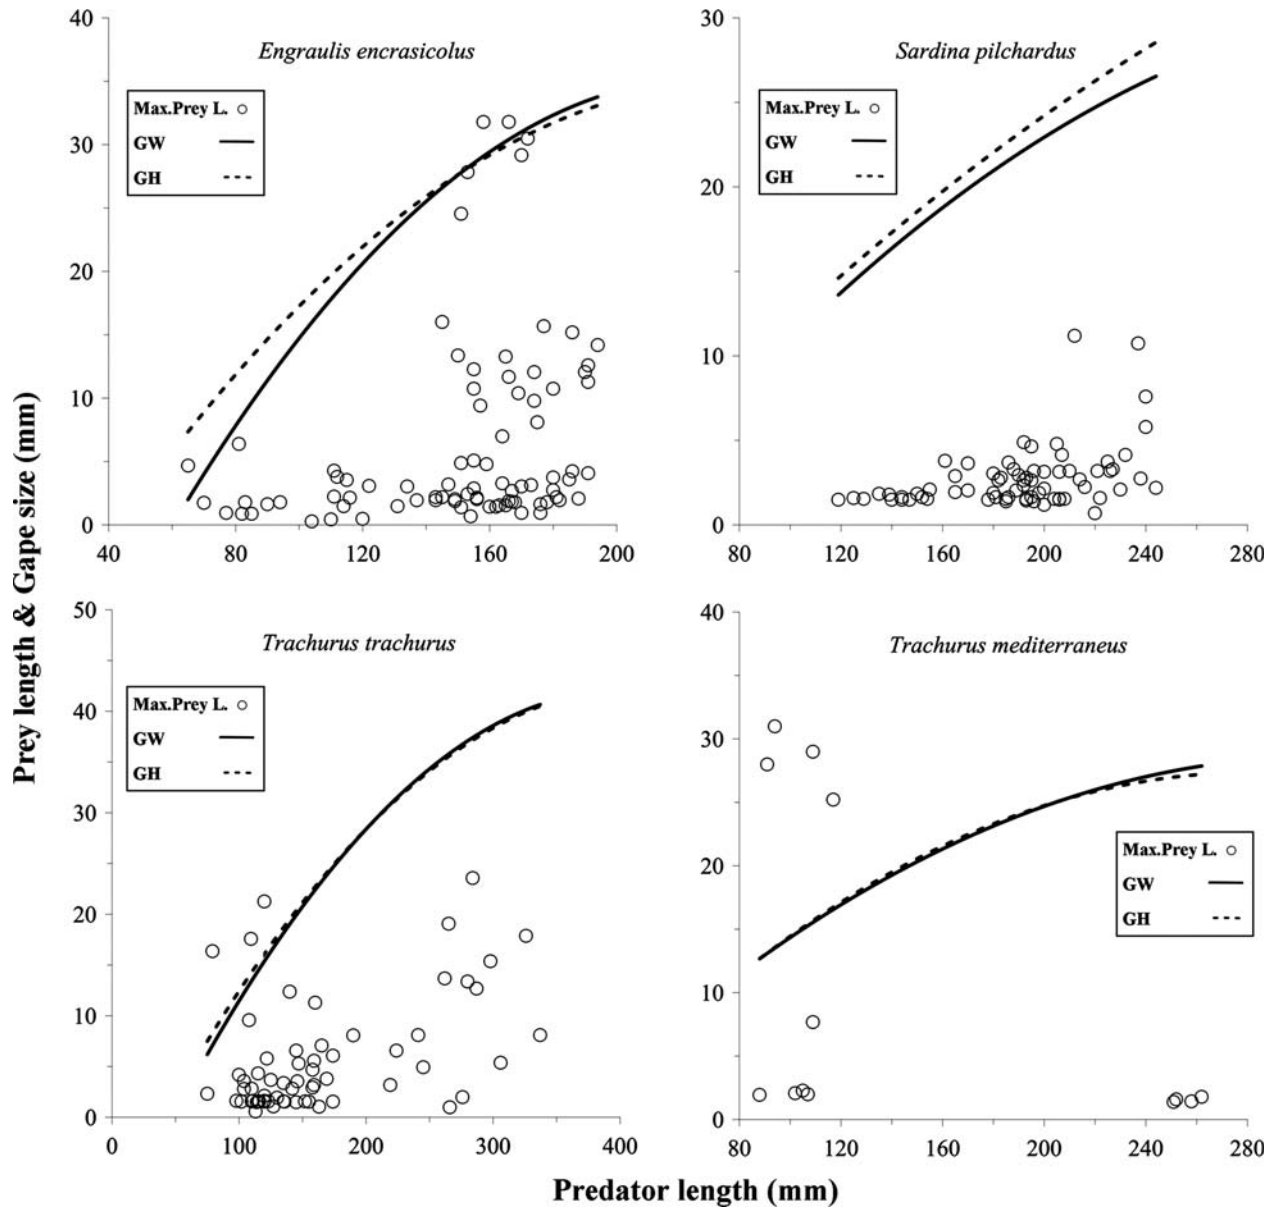 Prey length & Gape size (mm)
40
30
20
10
0
40
80
120
160
200
Engraulis encrasicolus
Max.Prey L.
GW
GH
30
20
10
0
80
120
160
200
240
280
Sardina pilchardus
Max.Prey L.
GW
GH
50
40
30
20
10
0
0
100
200
300
400
Trachurus trachurus
Max.Prey L.
GW
GH
40
30
20
10
0
80
120
160
200
240
280
Trachurus mediterraneus
Max.Prey L.
GW
GH
Predator length (mm)